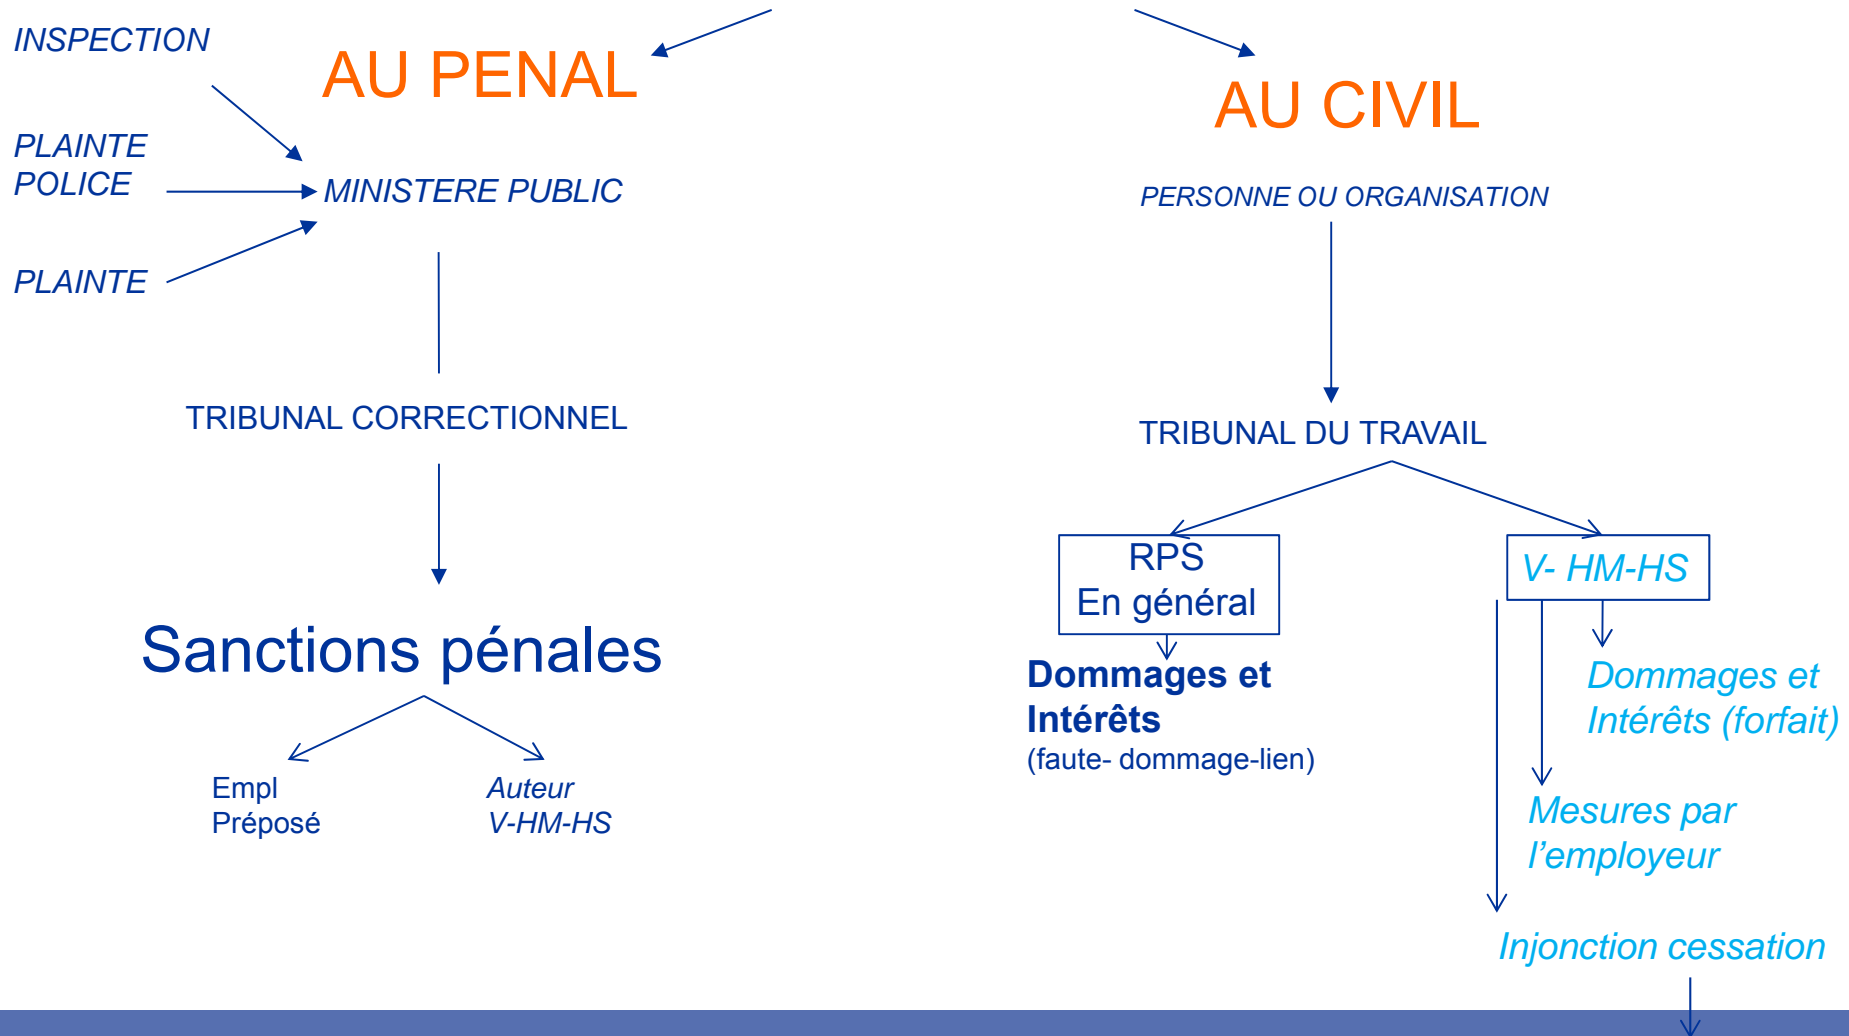 INSPECTION
AU PENAL
PLAINTE
POLICE
MINISTERE PUBLIC
PLAINTE
TRIBUNAL CORRECTIONNEL
Sanctions pénales
Empl
Préposé
Auteur
V-HM-HS
AU CIVIL
PERSONNE OU ORGANISATION
TRIBUNAL DU TRAVAIL
RPS
En général
Dommages et
Intérêts
(faute- dommage-lien)
V- HM-HS
Dommages et
Intérêts (forfait)
Mesures par
l’employeur
Injonction cessation